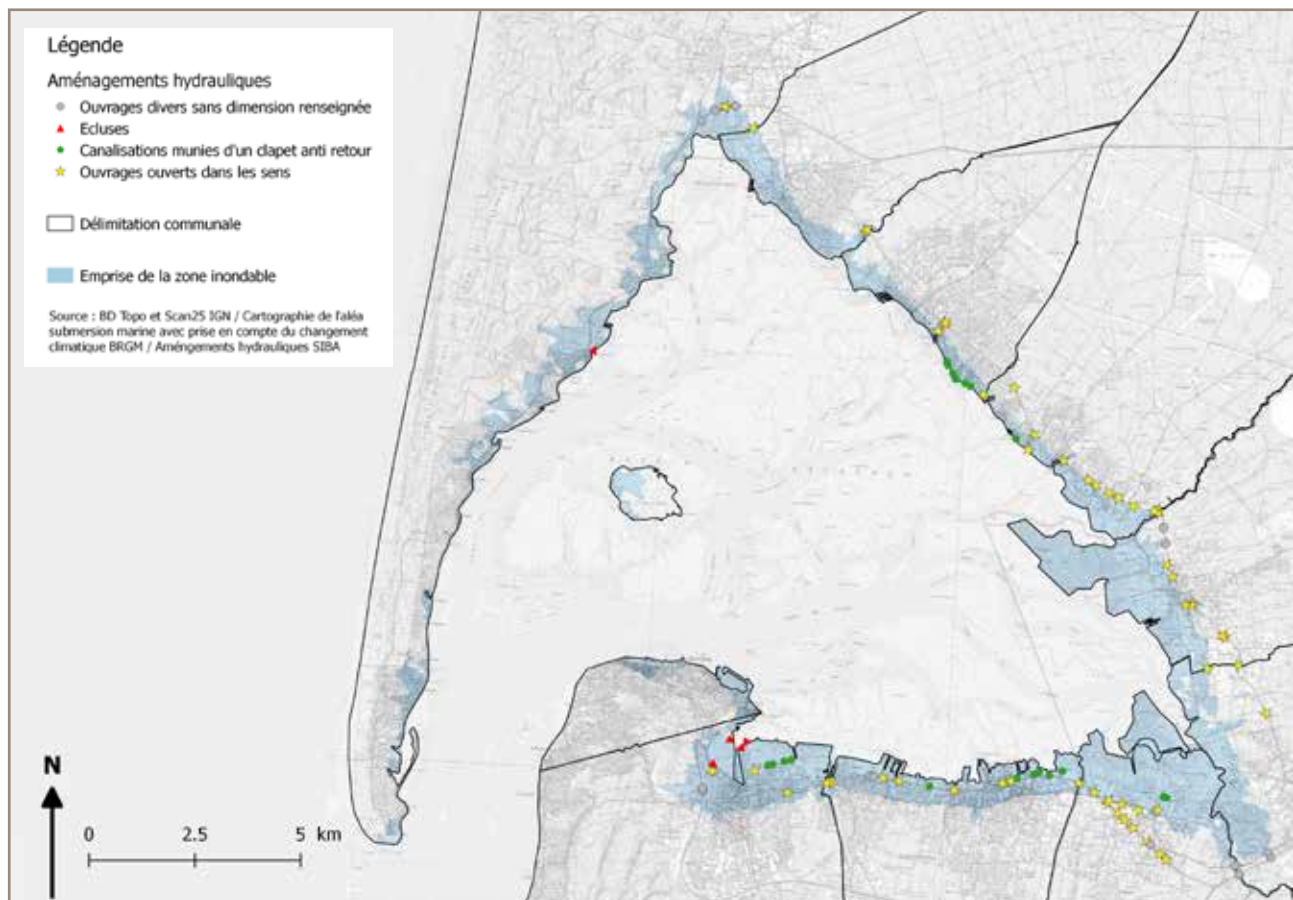 Légende
Aménagements hydrauliques
Ouvrages divers sans dimension renseignée
Ecluses
Canalisations munies d'un clapet anti retour
Ouvrages ouverts dans les sens
Délimitation communale
Emprise de la zone inondable
Source : BD Topo et Scan25 IGN / Cartographie de l'aléa
submersion marine avec prise en compte du changement
climatique BRGM / Améngements hydrauliques SIBA
N
0 2.5 5 km